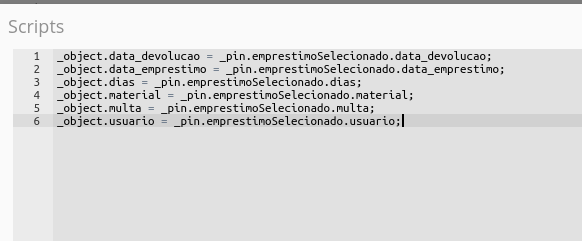 Scripts
1 _object.data_devolucao = _pin.emprestimoSelecionado.data_devolucao;
2 _object.data_emprestimo = _pin.emprestimoSelecionado.data_emprestimo;
3 _object.dias = _pin.emprestimoSelecionado.dias;
4 _object.material = _pin.emprestimoSelecionado.material;
5 _object.multa = _pin.emprestimoSelecionado.multa;
6 _object.usuario = _pin.emprestimoSelecionado.usuario;